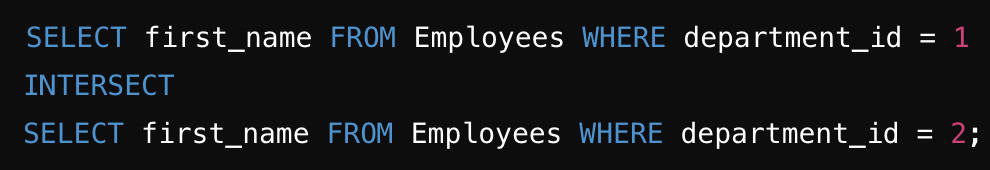 SELECT first_name FROM Employees WHERE department_id = 1
INTERSECT
SELECT first_name FROM Employees WHERE department_id = 2;